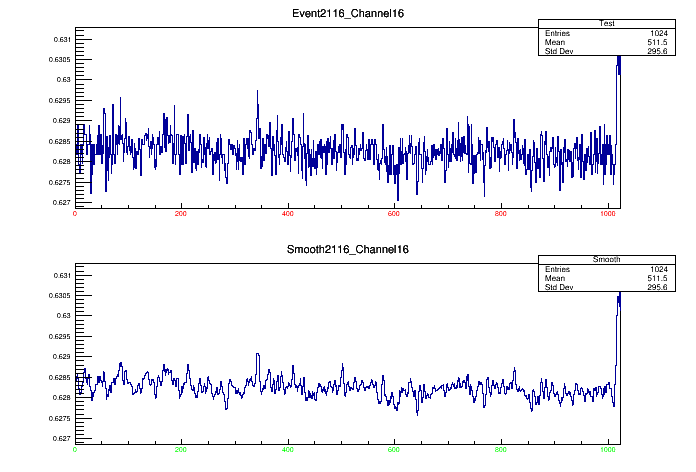 Event2116_Channel16
Test
Entries 1024
Mean 511.5
Std Dev 295.6
0.631
0.6305
0.63
0.6295
0.629
0.6285
0.628
0.6275
0.627
0 200 400 600 800 1000
Smooth2116_Channel16
Smooth
Entries 1024
Mean 511.5
Std Dev 295.6
0.631
0.6305
0.63
0.6295
0.629
0.6285
0.628
0.6275
0.627
0 200 400 600 800 1000